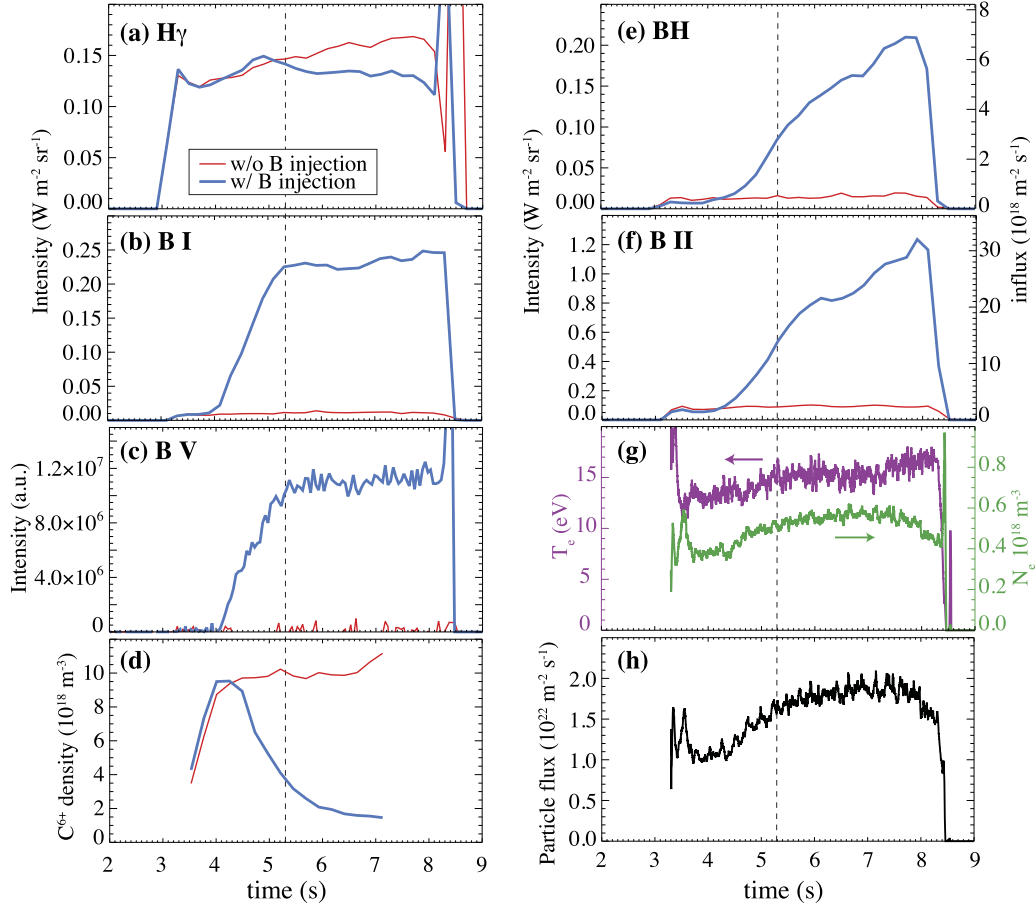 (a) Hγ
Intensity (W m⁻² sr⁻¹)
0.15
0.10
0.05
0.00
w/o B injection
w/ B injection
(b) B I
0.25
0.20
0.15
0.10
0.05
0.00
(c) B V
Intensity (a.u.)
1.2×10⁷
8.0×10⁶
4.0×10⁶
0
(d)
C⁶⁺ density (10¹⁸ m⁻³)
10
8
6
4
2
0
2 3 4 5 6 7 8 9
time (s)
(e) BH
Intensity (W m⁻² sr⁻¹)
0.20
0.15
0.10
0.05
0.00
8
6
4
2
0
influx (10¹⁸ m⁻² s⁻¹)
(f) B II
1.2
1.0
0.8
0.6
0.4
0.2
0.0
30
20
10
0
(g)
Tₑ (eV)
15
10
5
0
0.8
0.6
0.4
0.2
0.0
Nₑ 10¹⁸ m⁻³
(h)
Particle flux (10²² m⁻² s⁻¹)
2.0
1.5
1.0
0.5
0.0
2 3 4 5 6 7 8 9
time (s)